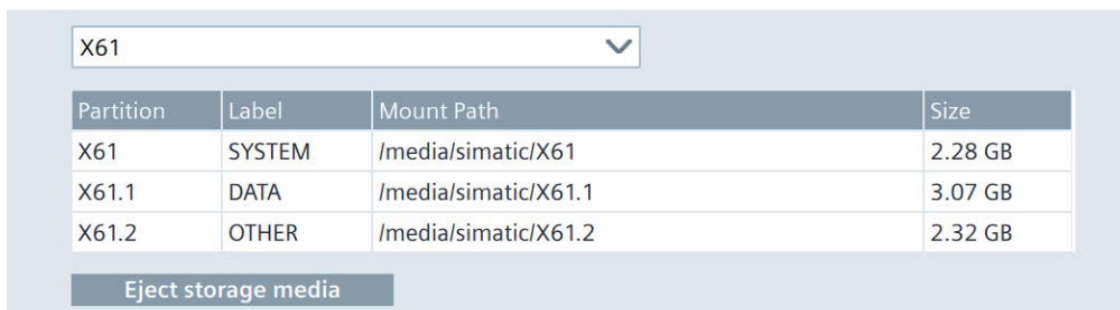 X61
Partition Label Mount Path Size
X61 SYSTEM /media/simatic/X61 2.28 GB
X61.1 DATA /media/simatic/X61.1 3.07 GB
X61.2 OTHER /media/simatic/X61.2 2.32 GB
Eject storage media